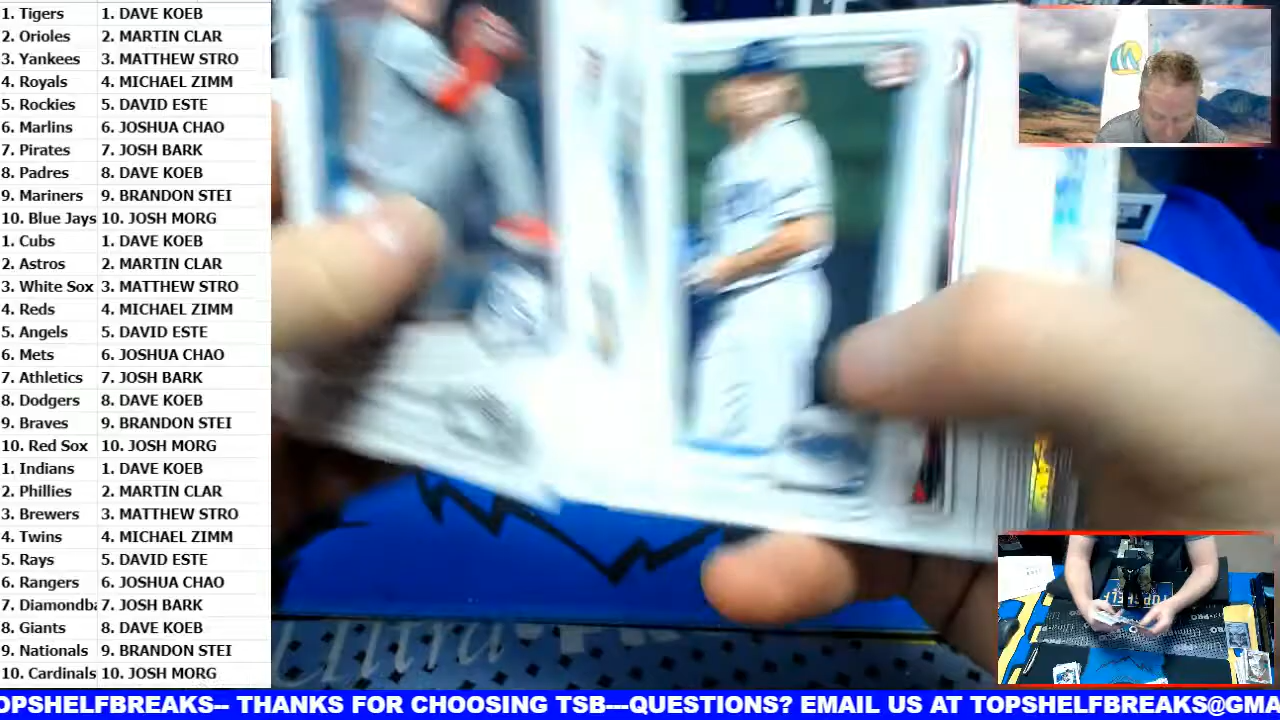 1. Tigers 1. DAVE KOEB
2. Orioles 2. MARTIN CLAR
3. Yankees 3. MATTHEW STRO
4. Royals 4. MICHAEL ZIMM
5. Rockies 5. DAVID ESTE
6. Marlins 6. JOSHUA CHAO
7. Pirates 7. JOSH BARK
8. Padres 8. DAVE KOEB
9. Mariners 9. BRANDON STEI
10. Blue Jays 10. JOSH MORG
1. Cubs 1. DAVE KOEB
2. Astros 2. MARTIN CLAR
3. White Sox 3. MATTHEW STRO
4. Reds 4. MICHAEL ZIMM
5. Angels 5. DAVID ESTE
6. Mets 6. JOSHUA CHAO
7. Athletics 7. JOSH BARK
8. Dodgers 8. DAVE KOEB
9. Braves 9. BRANDON STEI
10. Red Sox 10. JOSH MORG
1. Indians 1. DAVE KOEB
2. Phillies 2. MARTIN CLAR
3. Brewers 3. MATTHEW STRO
4. Twins 4. MICHAEL ZIMM
5. Rays 5. DAVID ESTE
6. Rangers 6. JOSHUA CHAO
7. Diamondba 7. JOSH BARK
8. Giants 8. DAVE KOEB
9. Nationals 9. BRANDON STEI
10. Cardinals 10. JOSH MORG
Ultra PRO
OPSHELFBREAKS-- THANKS FOR CHOOSING TSB---QUESTIONS? EMAIL US AT TOPSHELFBREAKS@GMA